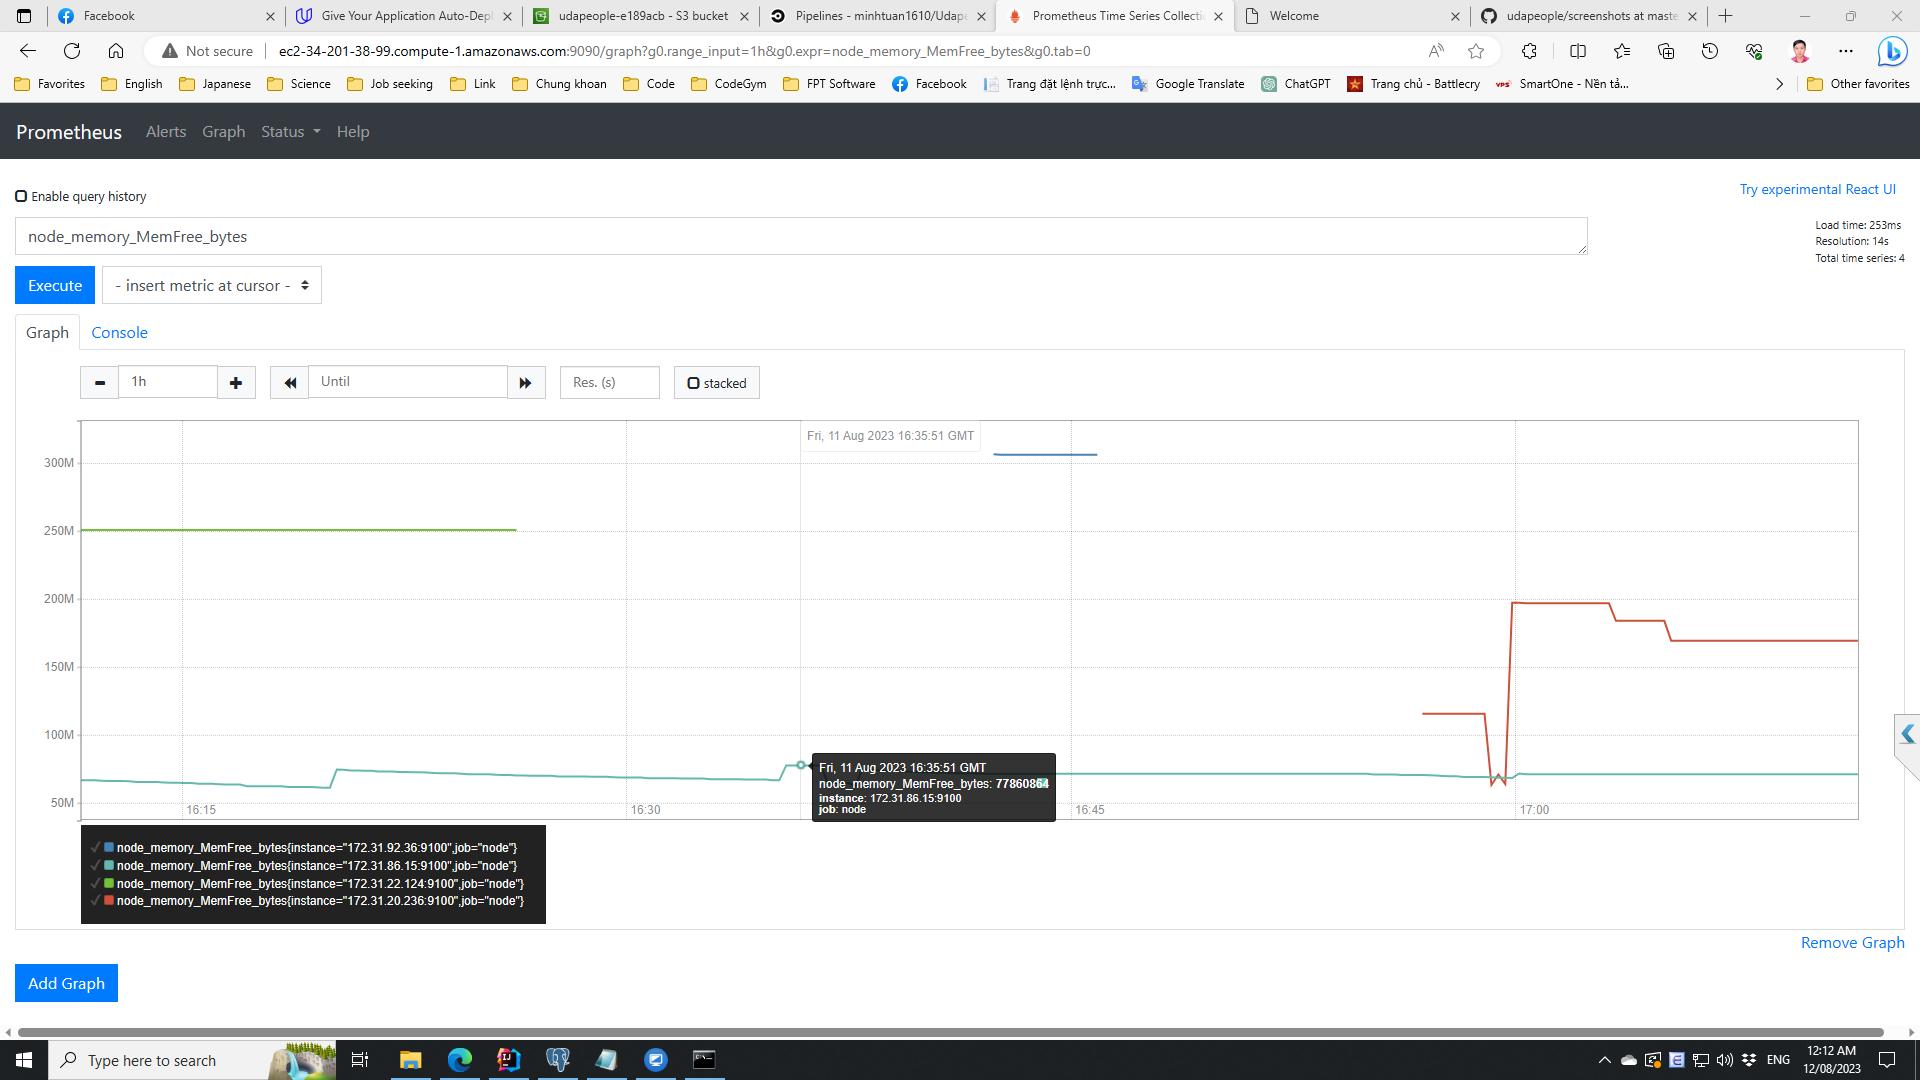 Facebook
Give Your Application Auto-Depl
udapeople-e189acb - S3 bucket
Pipelines - minhtuan1610/Udape
Prometheus Time Series Collecti
Welcome
udapeople/screenshots at maste
Not secure
ec2-34-201-38-99.compute-1.amazonaws.com:9090/graph?g0.range_input=1h&g0.expr=node_memory_MemFree_bytes&g0.tab=0
Favorites
English
Japanese
Science
Job seeking
Link
Chung khoan
Code
CodeGym
FPT Software
Facebook
Trang đặt lệnh trực...
Google Translate
ChatGPT
Trang chủ - Battlecry
VPS
SmartOne - Nền tả...
Other favorites
Prometheus
Alerts
Graph
Status
Help
Enable query history
Try experimental React UI
node_memory_MemFree_bytes
Load time: 253ms
Resolution: 14s
Total time series: 4
Execute
- insert metric at cursor -
Graph
Console
1h
Until
Res. (s)
stacked
Fri, 11 Aug 2023 16:35:51 GMT
300M
250M
200M
150M
100M
50M
Fri, 11 Aug 2023 16:35:51 GMT
node_memory_MemFree_bytes: 77860864
instance: 172.31.86.15:9100
job: node
16:15
16:30
16:45
17:00
node_memory_MemFree_bytes{instance="172.31.92.36:9100",job="node"}
node_memory_MemFree_bytes{instance="172.31.86.15:9100",job="node"}
node_memory_MemFree_bytes{instance="172.31.22.124:9100",job="node"}
node_memory_MemFree_bytes{instance="172.31.20.236:9100",job="node"}
Remove Graph
Add Graph
Type here to search
ENG
12:12 AM
12/08/2023